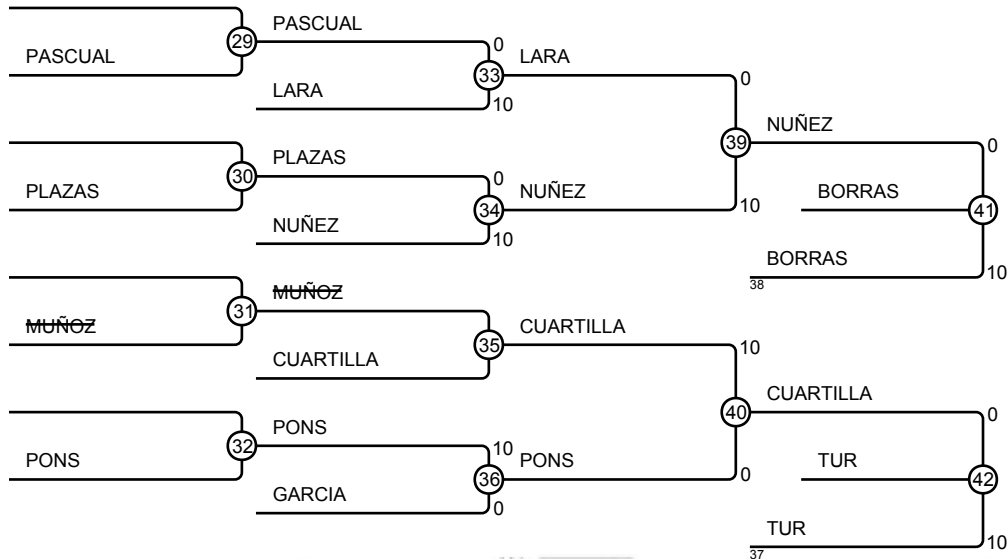 PASCUAL
29
PASCUAL
0
33
LARA
10
LARA
0
PLAZAS
30
PLAZAS
0
34
NUÑEZ
10
NUÑEZ
39
10
NUÑEZ
0
BORRAS
41
BORRAS
38
10
MUÑOZ
31
MUÑOZ
35
CUARTILLA
CUARTILLA
10
PONS
32
PONS
10
36
GARCIA
0
PONS
40
0
CUARTILLA
0
TUR
42
TUR
37
10